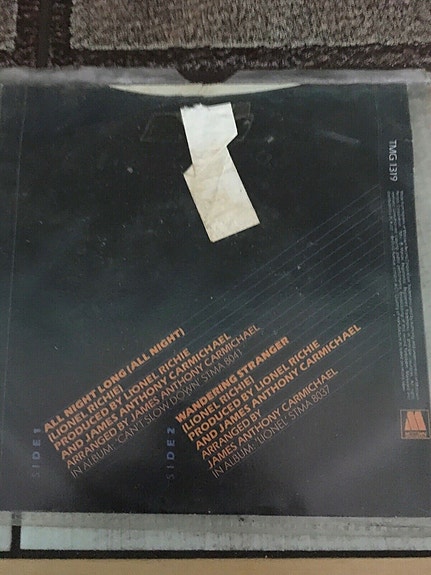 TMG 1319
SIDE 1
ALL NIGHT LONG (ALL NIGHT)
(LIONEL RICHIE)
PRODUCED BY LIONEL RICHIE
AND JAMES ANTHONY CARMICHAEL
ARRANGED BY JAMES ANTHONY CARMICHAEL
IN ALBUM: 'CAN'T SLOW DOWN' STMA 8041
SIDE 2
WANDERING STRANGER
(LIONEL RICHIE)
PRODUCED BY LIONEL RICHIE
AND JAMES ANTHONY CARMICHAEL
ARRANGED BY
JAMES ANTHONY CARMICHAEL
IN ALBUM: 'LIONEL' STMA 8037